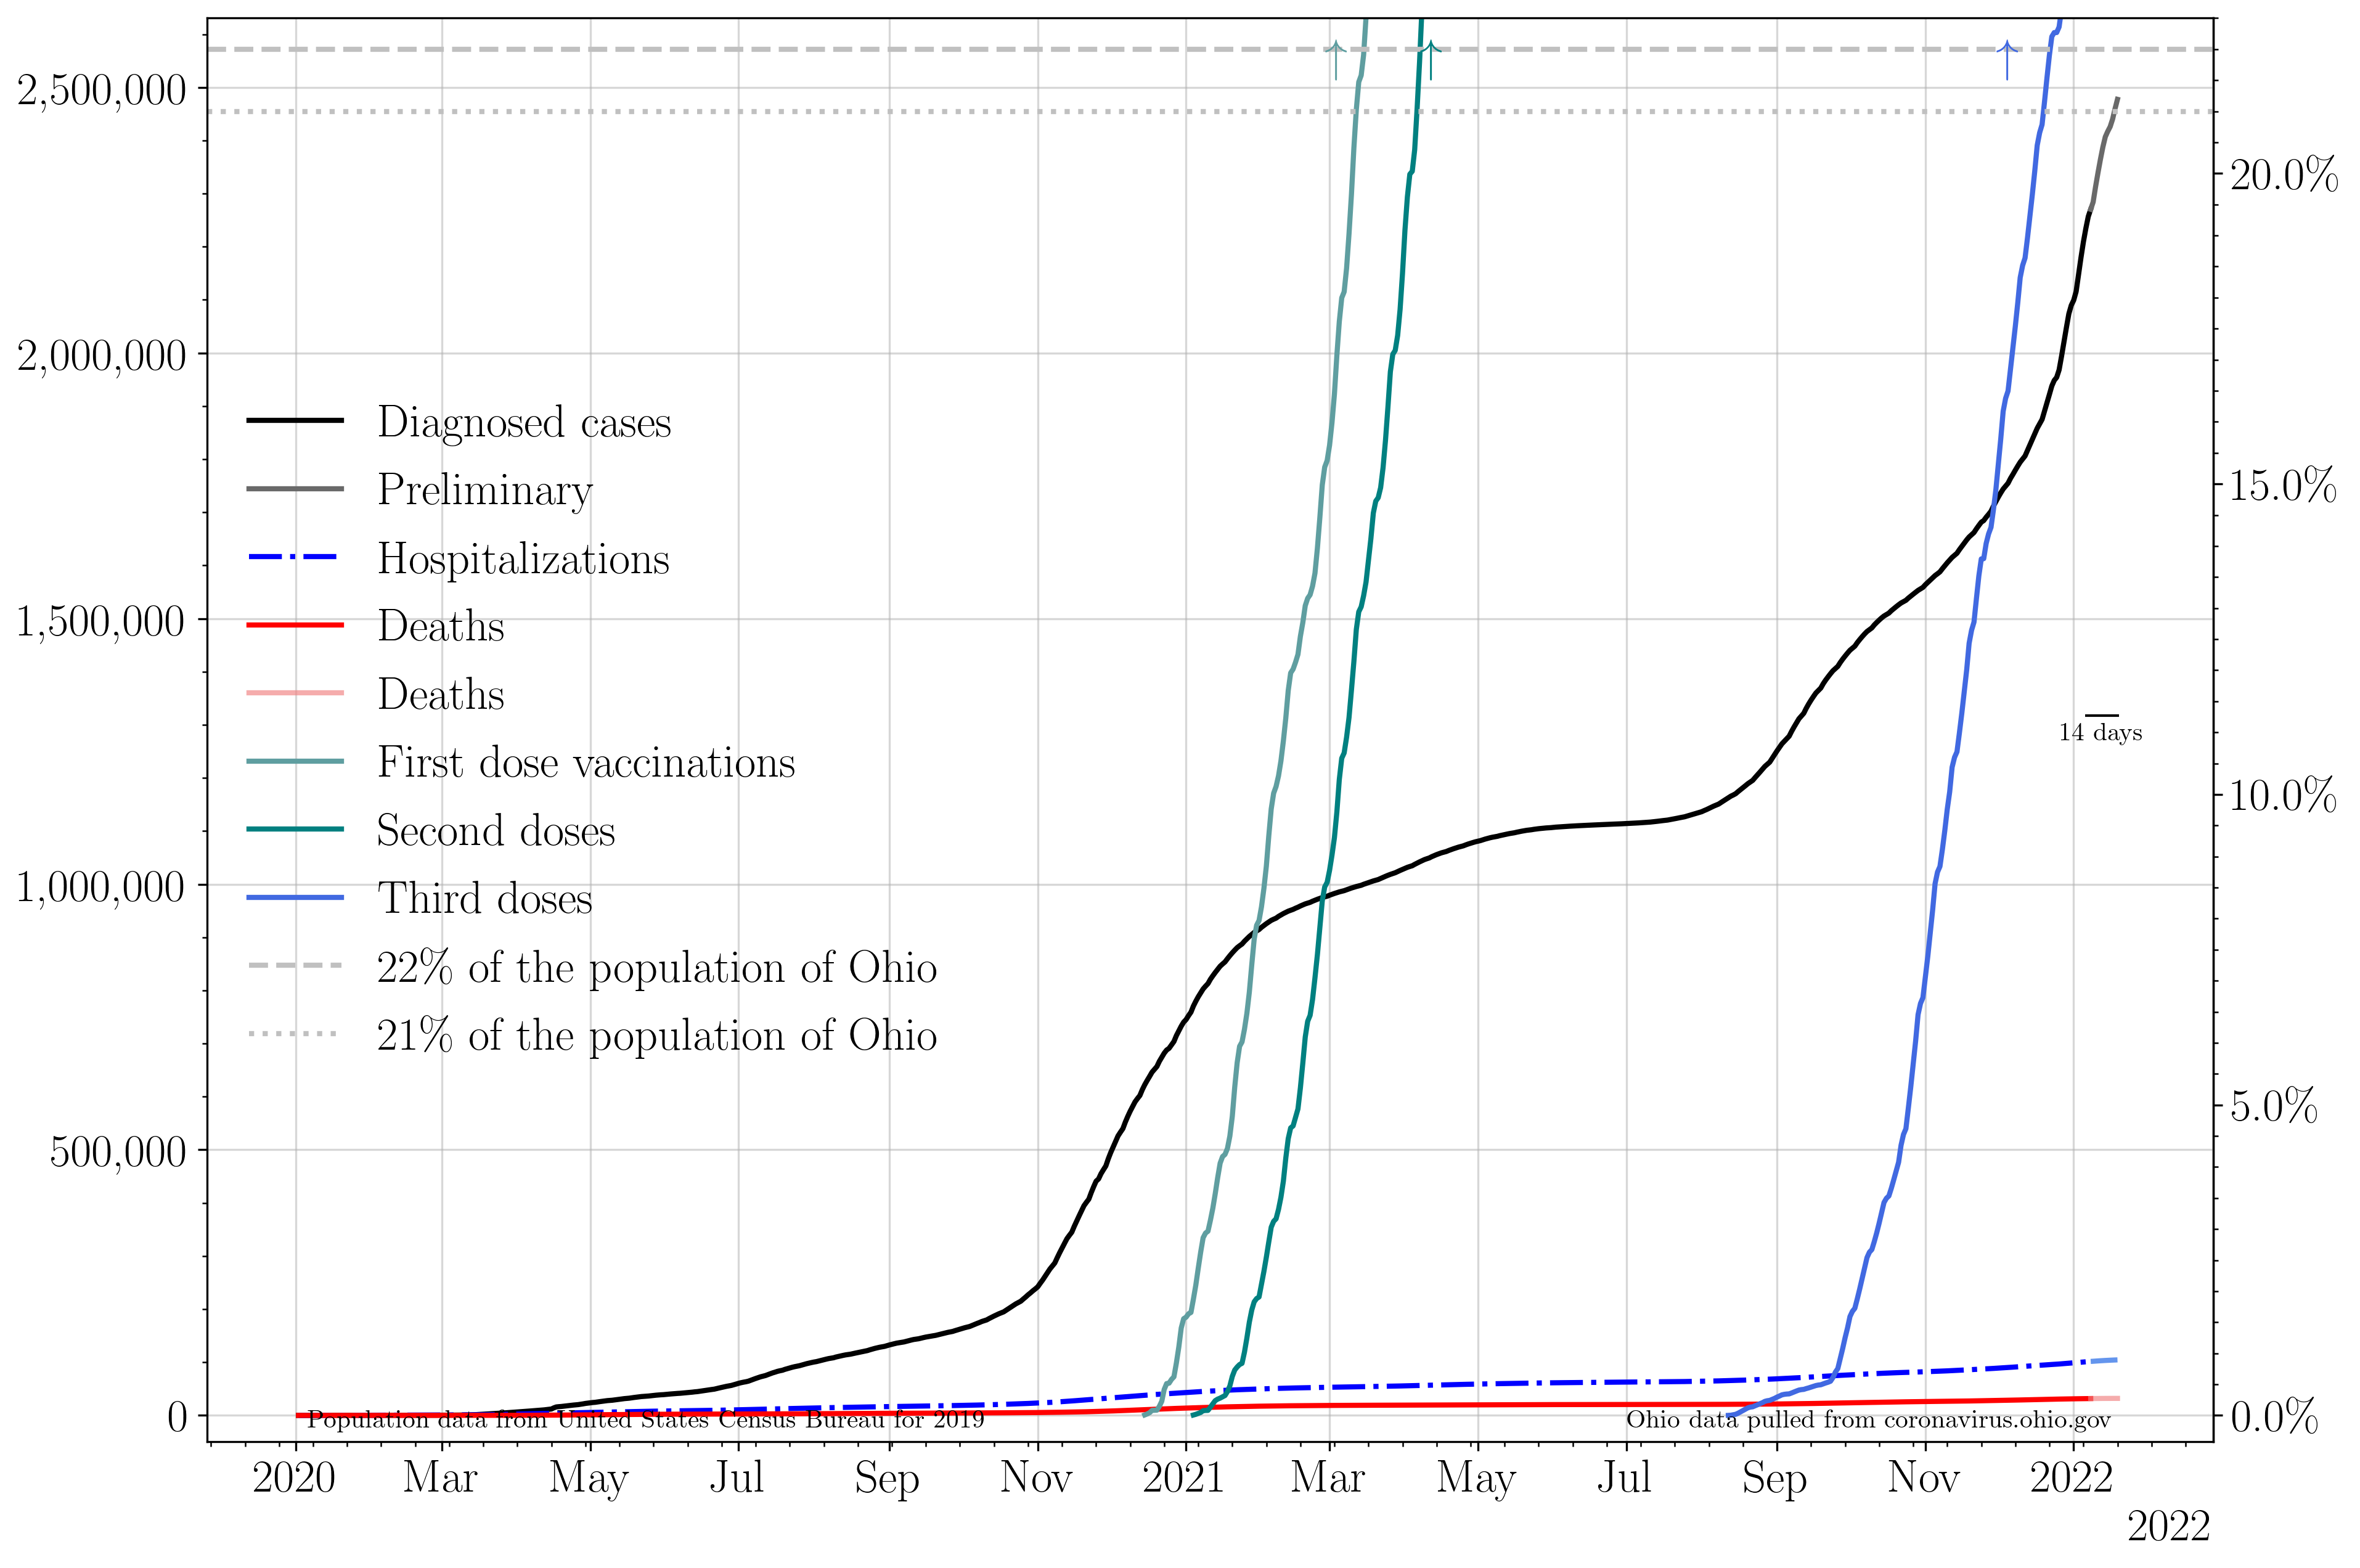 2,500,000
2,000,000
1,500,000
1,000,000
500,000
0
20.0%
15.0%
10.0%
5.0%
0.0%
Diagnosed cases
Preliminary
Hospitalizations
Deaths
Deaths
First dose vaccinations
Second doses
Third doses
22% of the population of Ohio
21% of the population of Ohio
14 days
Population data from United States Census Bureau for 2019
Ohio data pulled from coronavirus.ohio.gov
2020 Mar May Jul Sep Nov 2021 Mar May Jul Sep Nov 2022
2022